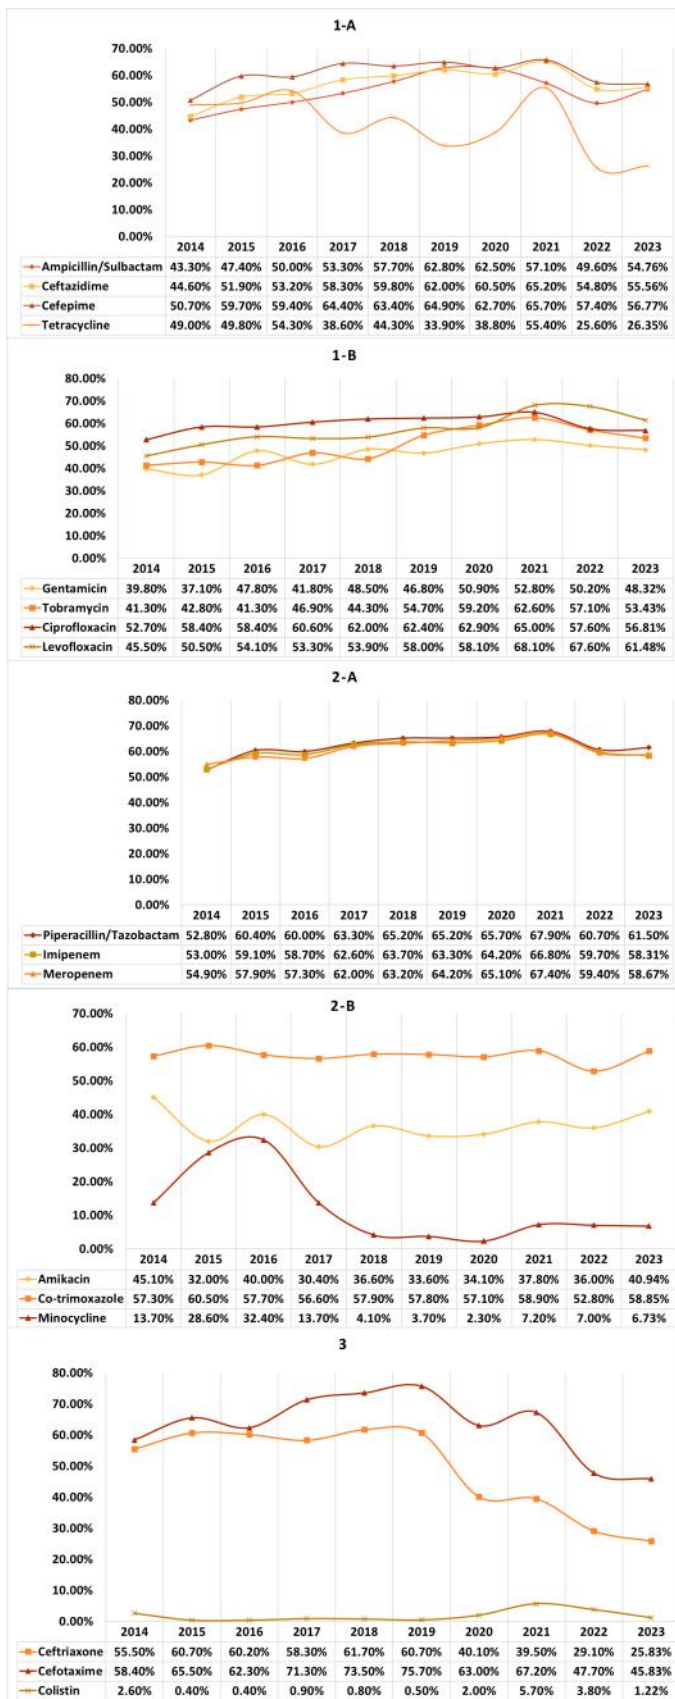 1-A
70.00%
60.00%
50.00%
40.00%
30.00%
20.00%
10.00%
0.00%
2014 2015 2016 2017 2018 2019 2020 2021 2022 2023
Ampicillin/Sulbactam 43.30% 47.40% 50.00% 53.30% 57.70% 62.80% 62.50% 57.10% 49.60% 54.76%
Ceftazidime 44.60% 51.90% 53.20% 58.30% 59.80% 62.00% 60.50% 65.20% 54.80% 55.56%
Cefepime 50.70% 59.70% 59.40% 64.40% 63.40% 64.90% 62.70% 65.70% 57.40% 56.77%
Tetracycline 49.00% 49.80% 54.30% 38.60% 44.30% 33.90% 38.80% 55.40% 25.60% 26.35%
1-B
80.00%
70.00%
60.00%
50.00%
40.00%
30.00%
20.00%
10.00%
0.00%
2014 2015 2016 2017 2018 2019 2020 2021 2022 2023
Gentamicin 39.80% 37.10% 47.80% 41.80% 48.50% 46.80% 50.90% 52.80% 50.20% 48.32%
Tobramycin 41.30% 42.80% 41.30% 46.90% 44.30% 54.70% 59.20% 62.60% 57.10% 53.43%
Ciprofloxacin 52.70% 58.40% 58.40% 60.60% 62.00% 62.40% 62.90% 65.00% 57.60% 56.81%
Levofloxacin 45.50% 50.50% 54.10% 53.30% 53.90% 58.00% 58.10% 68.10% 67.60% 61.48%
2-A
80.00%
70.00%
60.00%
50.00%
40.00%
30.00%
20.00%
10.00%
0.00%
2014 2015 2016 2017 2018 2019 2020 2021 2022 2023
Piperacillin/Tazobactam 52.80% 60.40% 60.00% 63.30% 65.20% 65.20% 65.70% 67.90% 60.70% 61.50%
Imipenem 53.00% 59.10% 58.70% 62.60% 63.70% 63.30% 64.20% 66.80% 59.70% 58.31%
Meropenem 54.90% 57.90% 57.30% 62.00% 63.20% 64.20% 65.10% 67.40% 59.40% 58.67%
2-B
70.00%
60.00%
50.00%
40.00%
30.00%
20.00%
10.00%
0.00%
2014 2015 2016 2017 2018 2019 2020 2021 2022 2023
Amikacin 45.10% 32.00% 40.00% 30.40% 36.60% 33.60% 34.10% 37.80% 36.00% 40.94%
Co-trimoxazole 57.30% 60.50% 57.70% 56.60% 57.90% 57.80% 57.10% 58.90% 52.80% 58.85%
Minocycline 13.70% 28.60% 32.40% 13.70% 4.10% 3.70% 2.30% 7.20% 7.00% 6.73%
3
80.00%
70.00%
60.00%
50.00%
40.00%
30.00%
20.00%
10.00%
0.00%
2014 2015 2016 2017 2018 2019 2020 2021 2022 2023
Ceftriaxone 55.50% 60.70% 60.20% 58.30% 61.70% 60.70% 40.10% 39.50% 29.10% 25.83%
Cefotaxime 58.40% 65.50% 62.30% 71.30% 73.50% 75.70% 63.00% 67.20% 47.70% 45.83%
Colistin 2.60% 0.40% 0.40% 0.90% 0.80% 0.50% 2.00% 5.70% 3.80% 1.22%